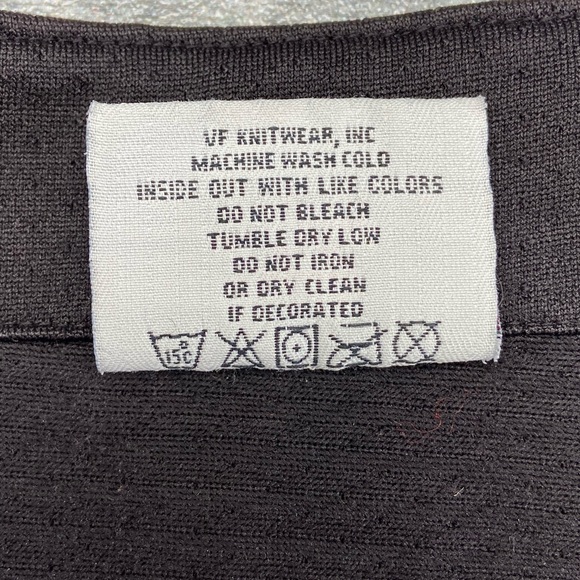 VF KNITWEAR, INC
MACHINE WASH COLD
INSIDE OUT WITH LIKE COLORS
DO NOT BLEACH
TUMBLE DRY LOW
DO NOT IRON
OR DRY CLEAN
IF DECORATED
15C